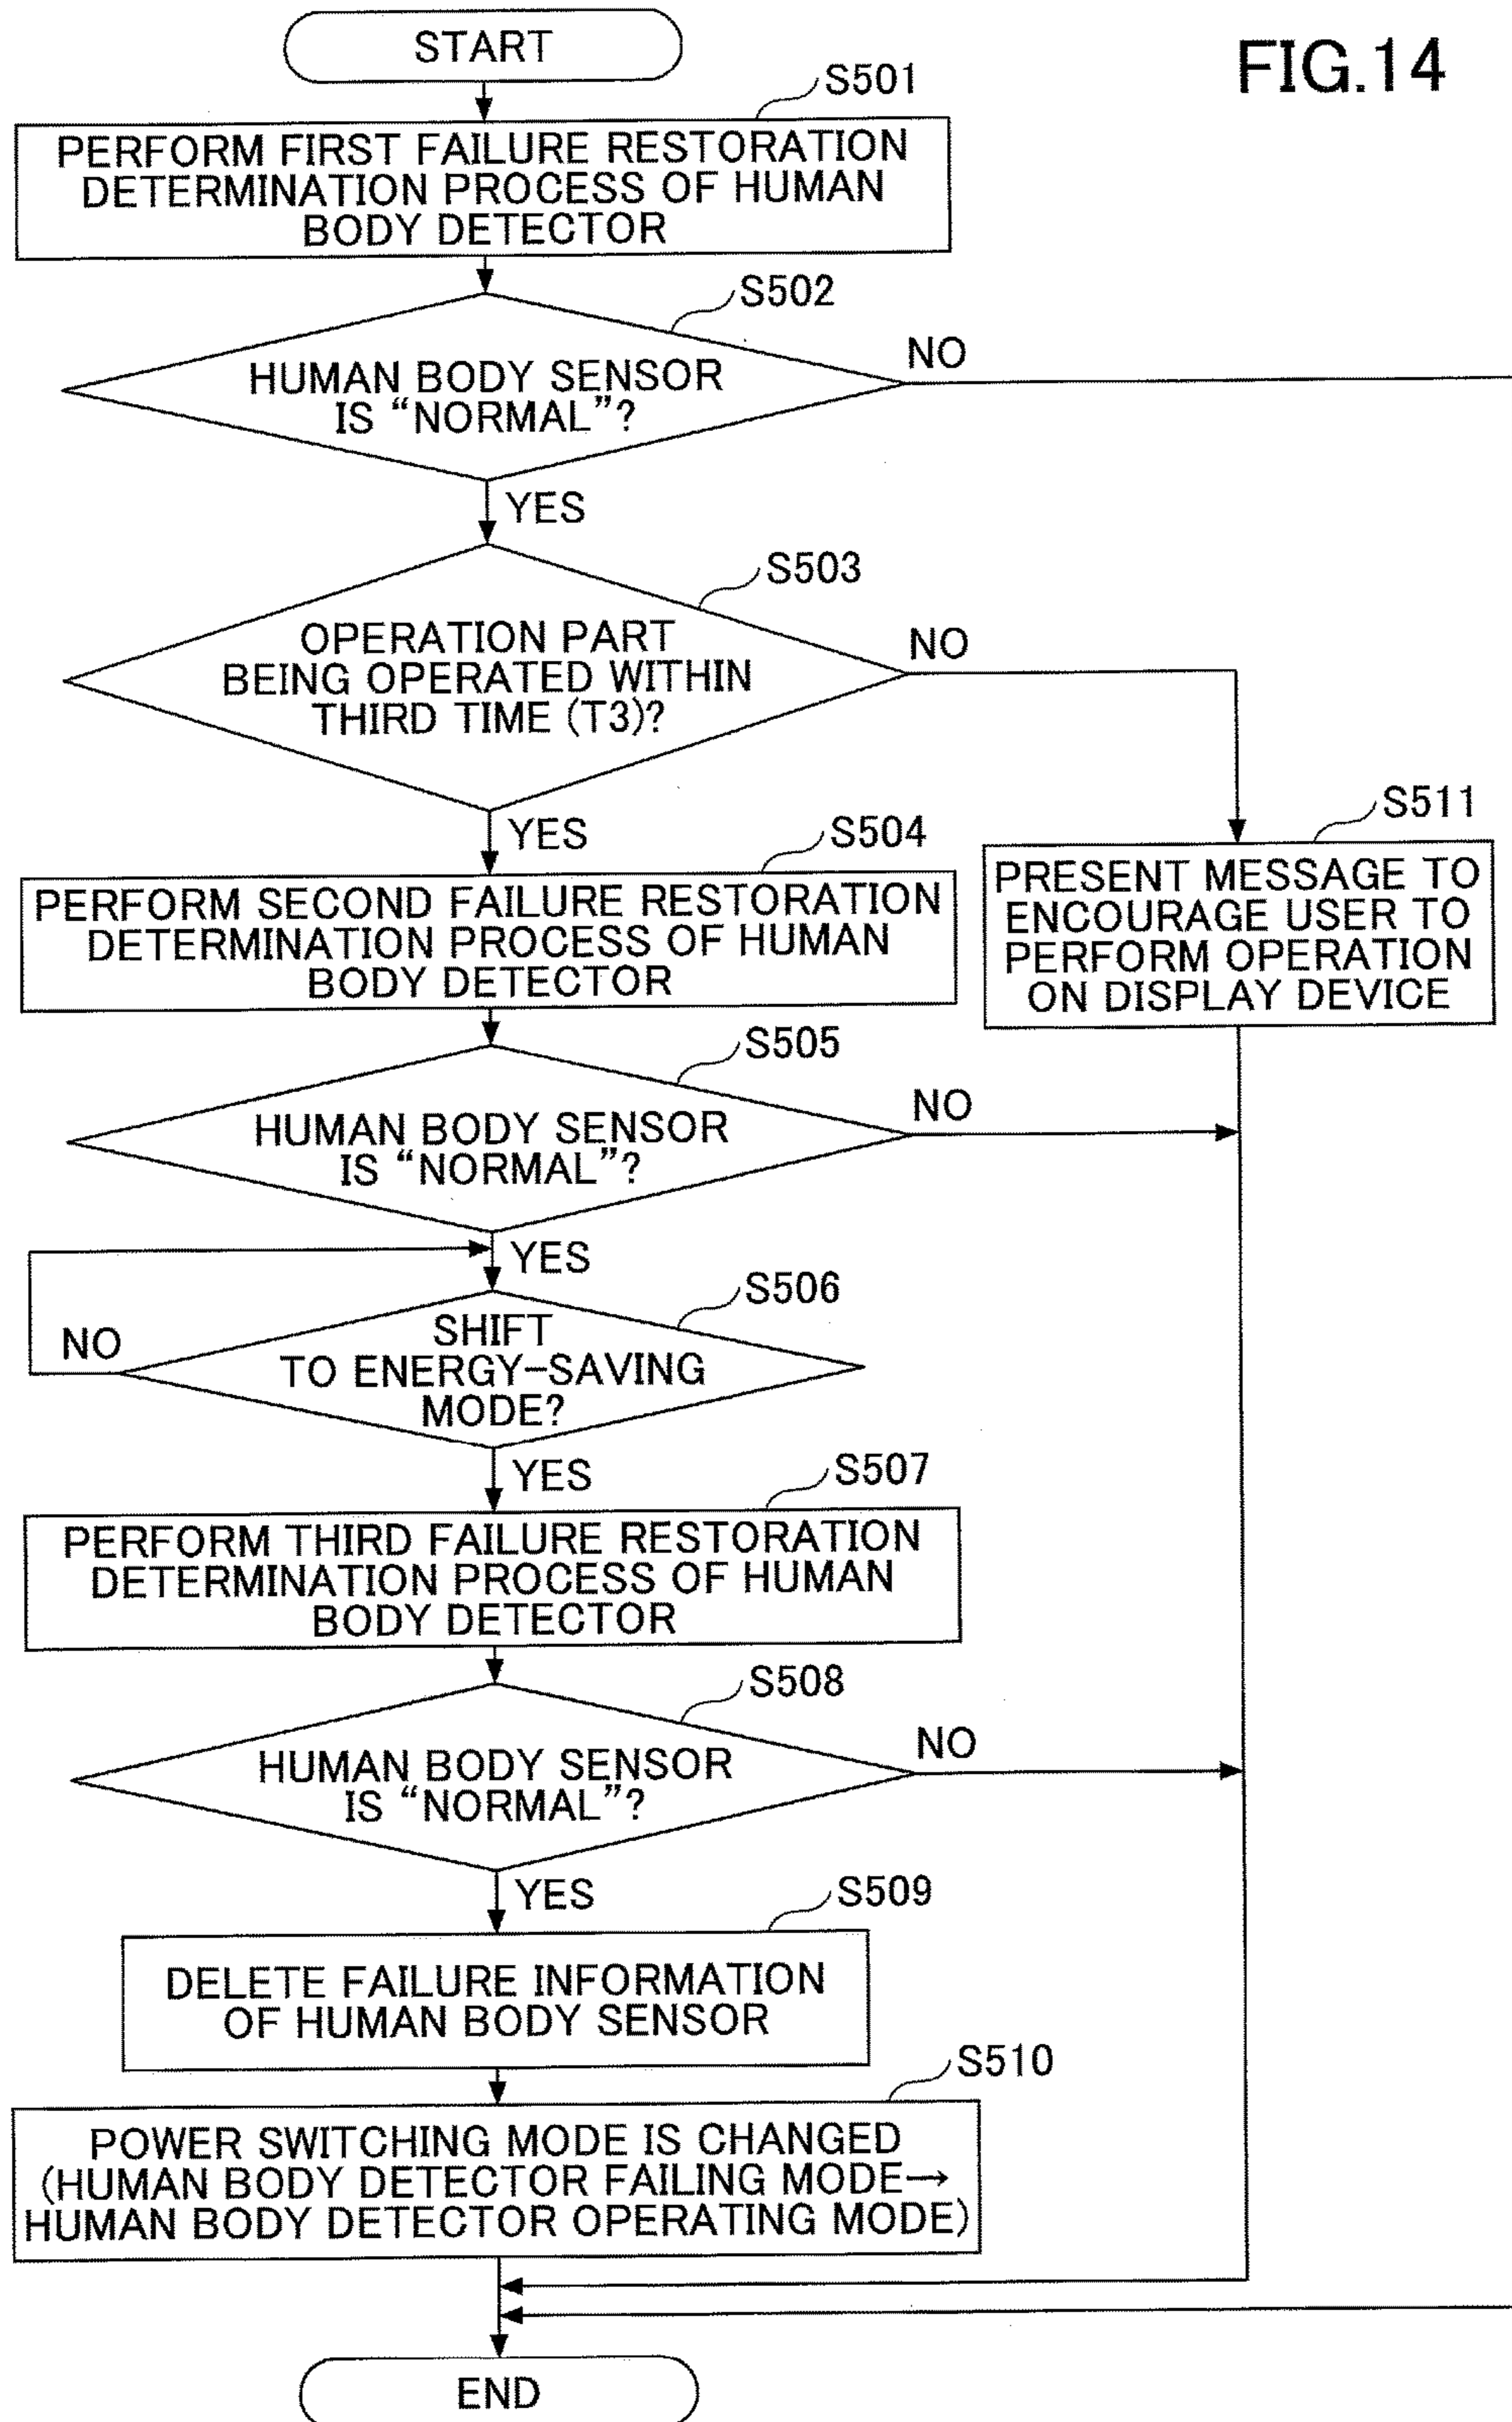 FIG.14
START
S501
PERFORM FIRST FAILURE RESTORATION
DETERMINATION PROCESS OF HUMAN
BODY DETECTOR
S502
HUMAN BODY SENSOR
IS “NORMAL”?
NO
YES
S503
OPERATION PART
BEING OPERATED WITHIN
THIRD TIME (T3)?
NO
YES
S511
PRESENT MESSAGE TO
ENCOURAGE USER TO
PERFORM OPERATION
ON DISPLAY DEVICE
S504
PERFORM SECOND FAILURE RESTORATION
DETERMINATION PROCESS OF HUMAN
BODY DETECTOR
S505
HUMAN BODY SENSOR
IS “NORMAL”?
NO
YES
S506
SHIFT
TO ENERGY-SAVING
MODE?
NO
YES
S507
PERFORM THIRD FAILURE RESTORATION
DETERMINATION PROCESS OF HUMAN
BODY DETECTOR
S508
HUMAN BODY SENSOR
IS “NORMAL”?
NO
YES
S509
DELETE FAILURE INFORMATION
OF HUMAN BODY SENSOR
S510
POWER SWITCHING MODE IS CHANGED
(HUMAN BODY DETECTOR FAILING MODE→
HUMAN BODY DETECTOR OPERATING MODE)
END